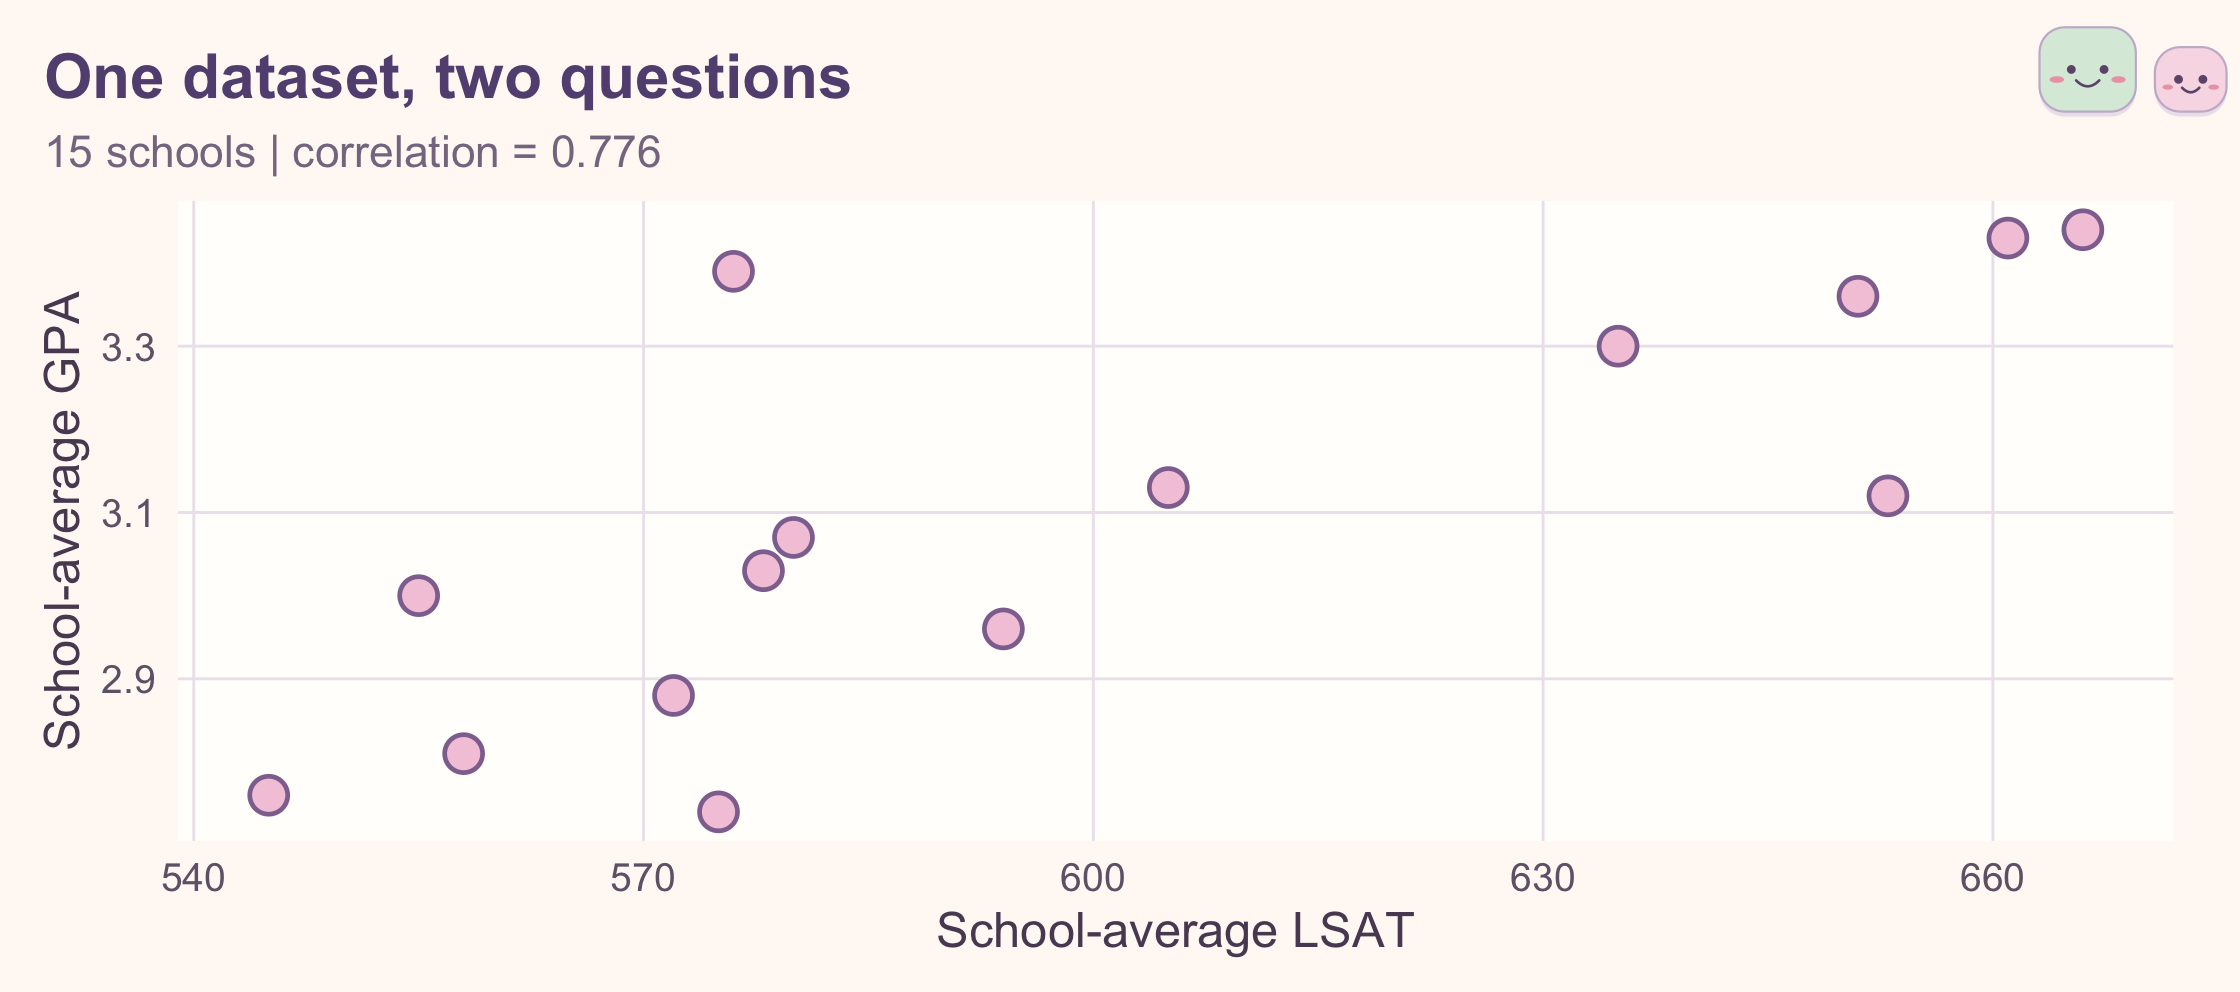 One dataset, two questions
15 schools | correlation = 0.776
School-average GPA
3.3
3.1
2.9
540 570 600 630 660
School-average LSAT